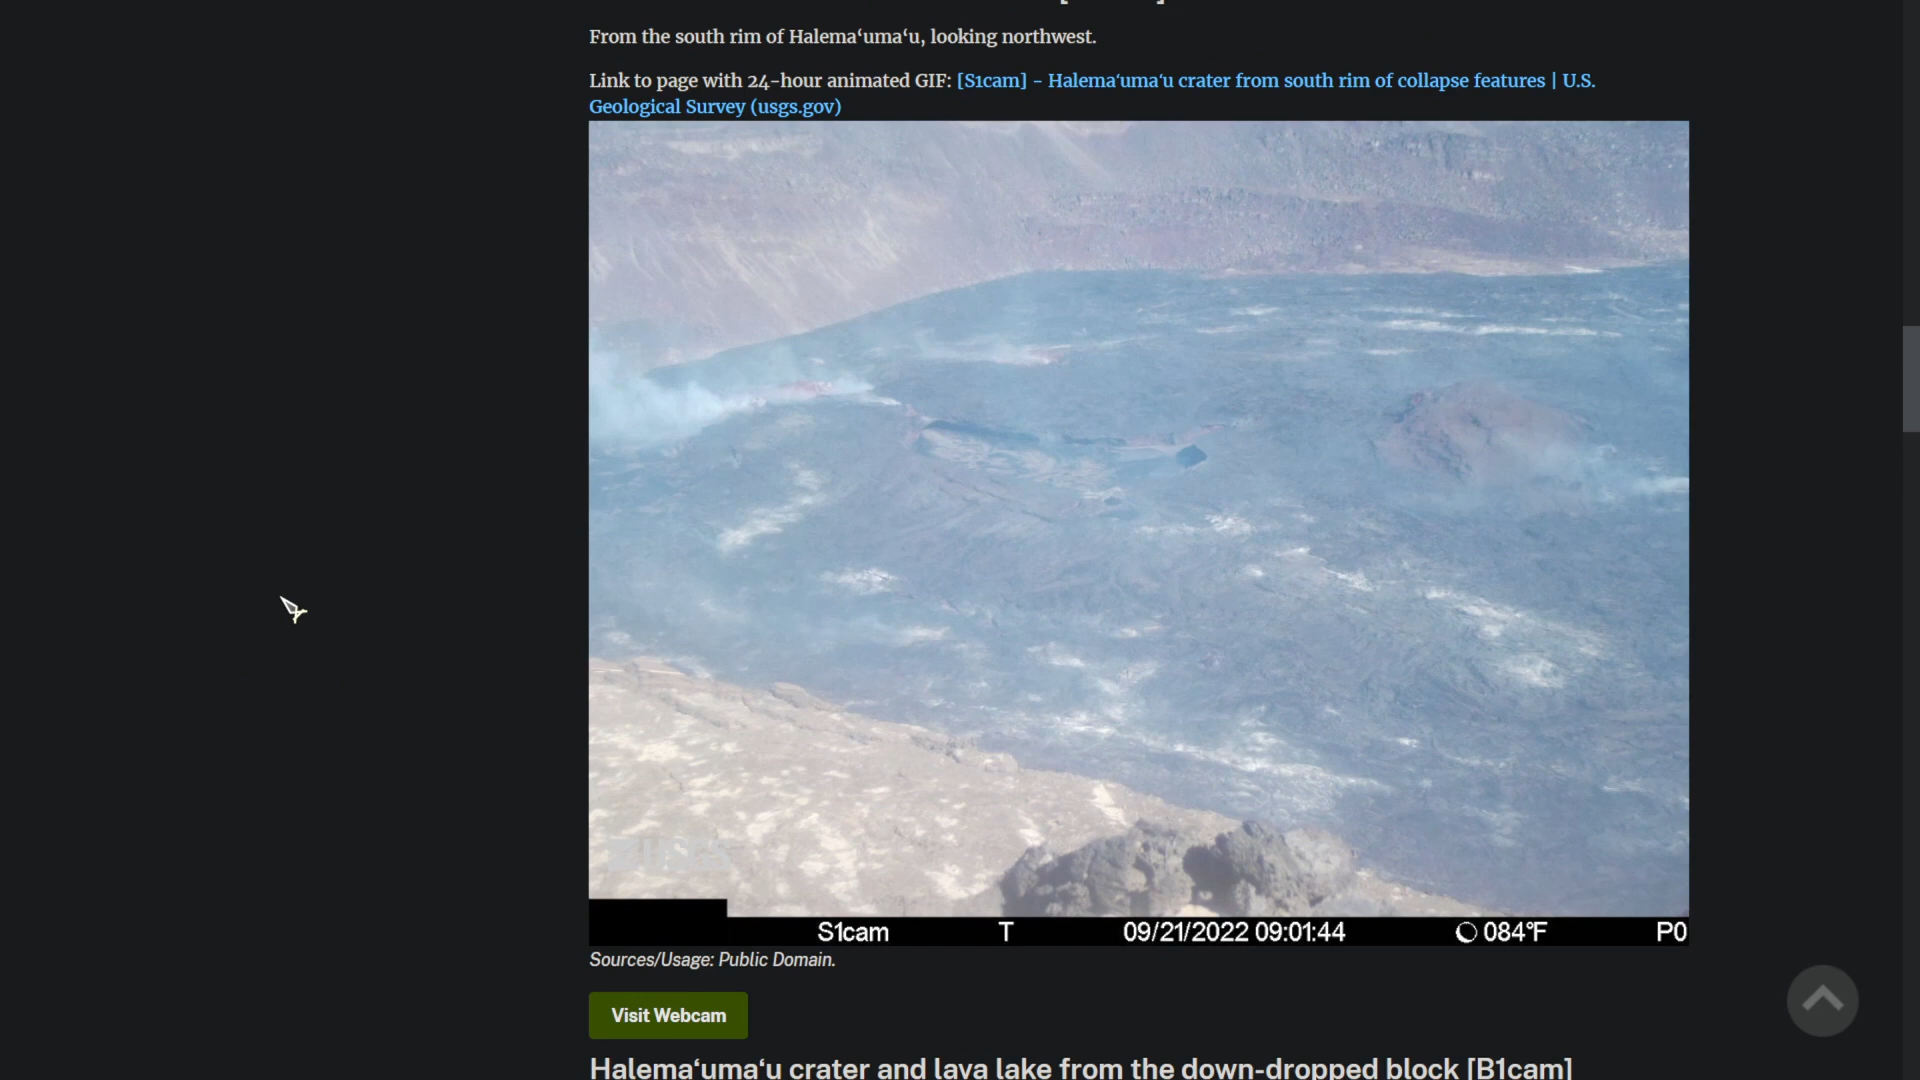 From the south rim of Halemaʻumaʻu, looking northwest.
Link to page with 24-hour animated GIF: [S1cam] - Halemaʻumaʻu crater from south rim of collapse features | U.S.
Geological Survey (usgs.gov)
USGS
S1cam T 09/21/2022 09:01:44 084°F P0
Sources/Usage: Public Domain.
Visit Webcam
Halemaʻumaʻu crater and lava lake from the down-dropped block [B1cam]